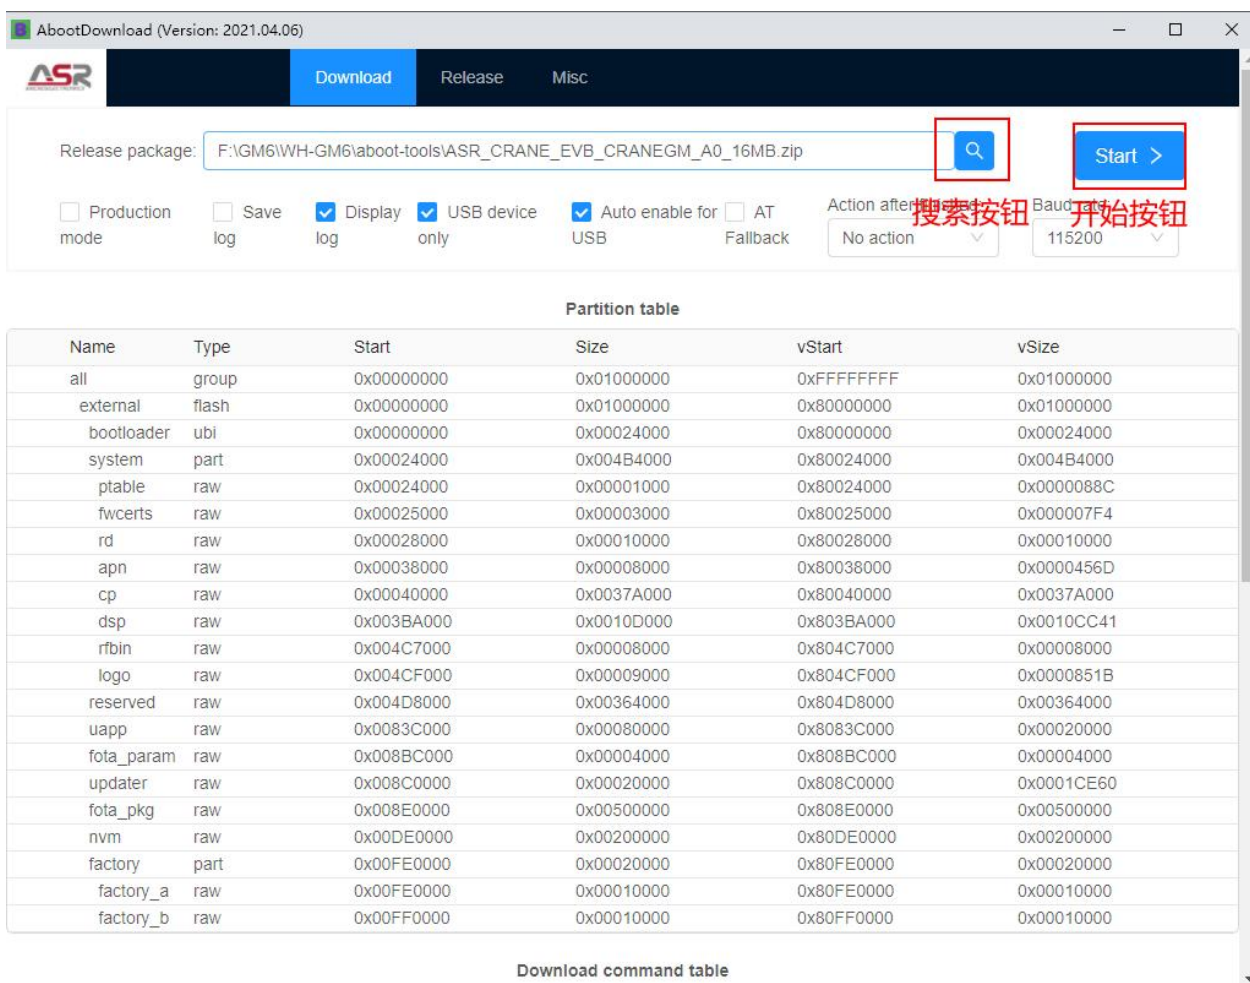 AbootDownload (Version: 2021.04.06)
ASR
Download Release Misc
Release package: F:\GM6\WH-GM6\aboot-tools\ASR_CRANE_EVB_CRANEGM_A0_16MB.zip Start >
搜索按钮 开始按钮
Production mode
Save log
Display log
USB device only
Auto enable for USB
AT Fallback
Action after
No action
115200
Partition table
Name Type Start Size vStart vSize
all group 0x00000000 0x01000000 0xFFFFFFFF 0x01000000
external flash 0x00000000 0x01000000 0x80000000 0x01000000
bootloader ubi 0x00000000 0x00024000 0x80000000 0x00024000
system part 0x00024000 0x004B4000 0x80024000 0x004B4000
ptable raw 0x00024000 0x00001000 0x80024000 0x0000088C
fwcerts raw 0x00025000 0x00003000 0x80025000 0x000007F4
rd raw 0x00028000 0x00010000 0x80028000 0x00010000
apn raw 0x00038000 0x00008000 0x80038000 0x0000456D
cp raw 0x00040000 0x0037A000 0x80040000 0x0037A000
dsp raw 0x003BA000 0x0010D000 0x803BA000 0x0010CC41
rfbin raw 0x004C7000 0x00008000 0x804C7000 0x00008000
logo raw 0x004CF000 0x00009000 0x804CF000 0x0000851B
reserved raw 0x004D8000 0x00364000 0x804D8000 0x00364000
uapp raw 0x0083C000 0x00080000 0x8083C000 0x00020000
fota_param raw 0x008BC000 0x00004000 0x808BC000 0x00004000
updater raw 0x008C0000 0x00020000 0x808C0000 0x0001CE60
fota_pkg raw 0x008E0000 0x00500000 0x808E0000 0x00500000
nvm raw 0x00DE0000 0x00200000 0x80DE0000 0x00200000
factory part 0x00FE0000 0x00020000 0x80FE0000 0x00020000
factory_a raw 0x00FE0000 0x00010000 0x80FE0000 0x00010000
factory_b raw 0x00FF0000 0x00010000 0x80FF0000 0x00010000
Download command table